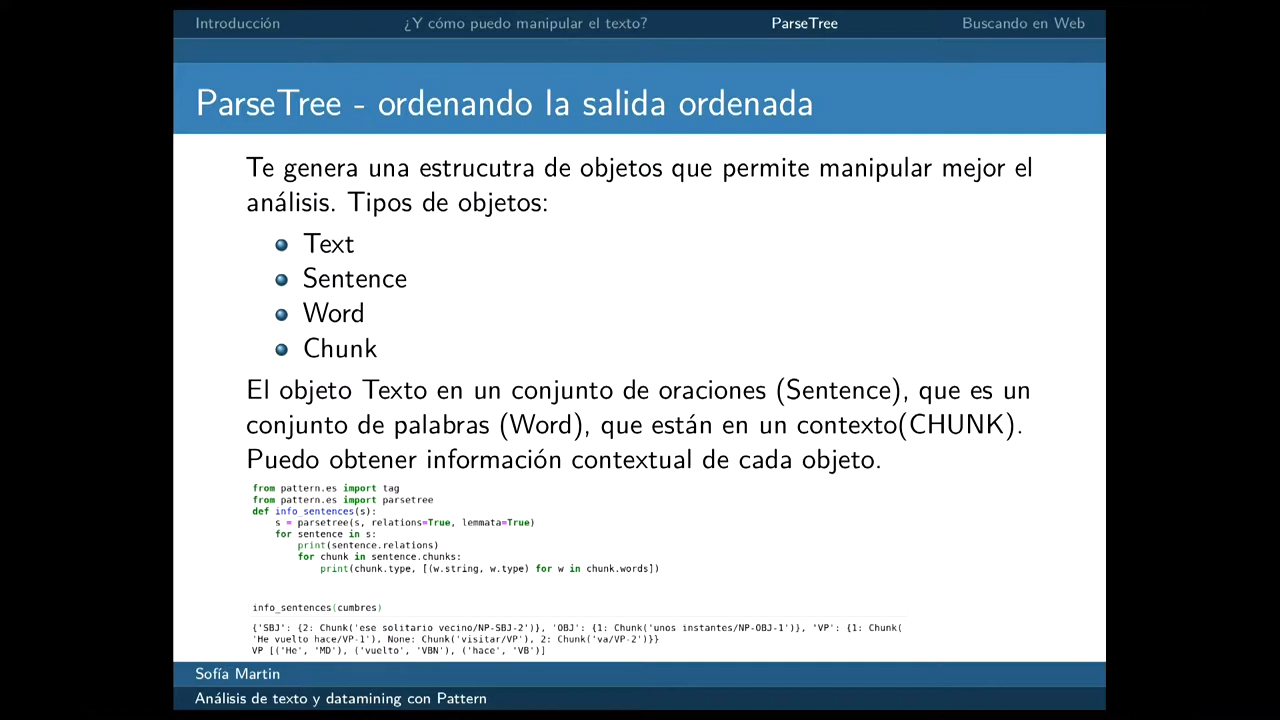 Introducción ¿Y cómo puedo manipular el texto? ParseTree Buscando en Web
ParseTree - ordenando la salida ordenada
Te genera una estrucutra de objetos que permite manipular mejor el
análisis. Tipos de objetos:
Text
Sentence
Word
Chunk
El objeto Texto en un conjunto de oraciones (Sentence), que es un
conjunto de palabras (Word), que están en un contexto(CHUNK).
Puedo obtener información contextual de cada objeto.
from pattern.es import tag
from pattern.es import parsetree
def info_sentences(s):
    s = parsetree(s, relations=True, lemmata=True)
    for sentence in s:
        print(sentence.relations)
        for chunk in sentence.chunks:
            print(chunk.type, [(w.string, w.type) for w in chunk.words])
info_sentences(cumbres)
{'SBJ': {2: Chunk('ese solitario vecino/NP-SBJ-2')}, 'OBJ': {1: Chunk('unos instantes/NP-OBJ-1')}, 'VP': {1: Chunk(
'He vuelto hace/VP-1'), None: Chunk('visitar/VP'), 2: Chunk('va/VP-2')}}
VP [('He', 'MD'), ('vuelto', 'VBN'), ('hace', 'VB')]
Sofía Martin
Análisis de texto y datamining con Pattern